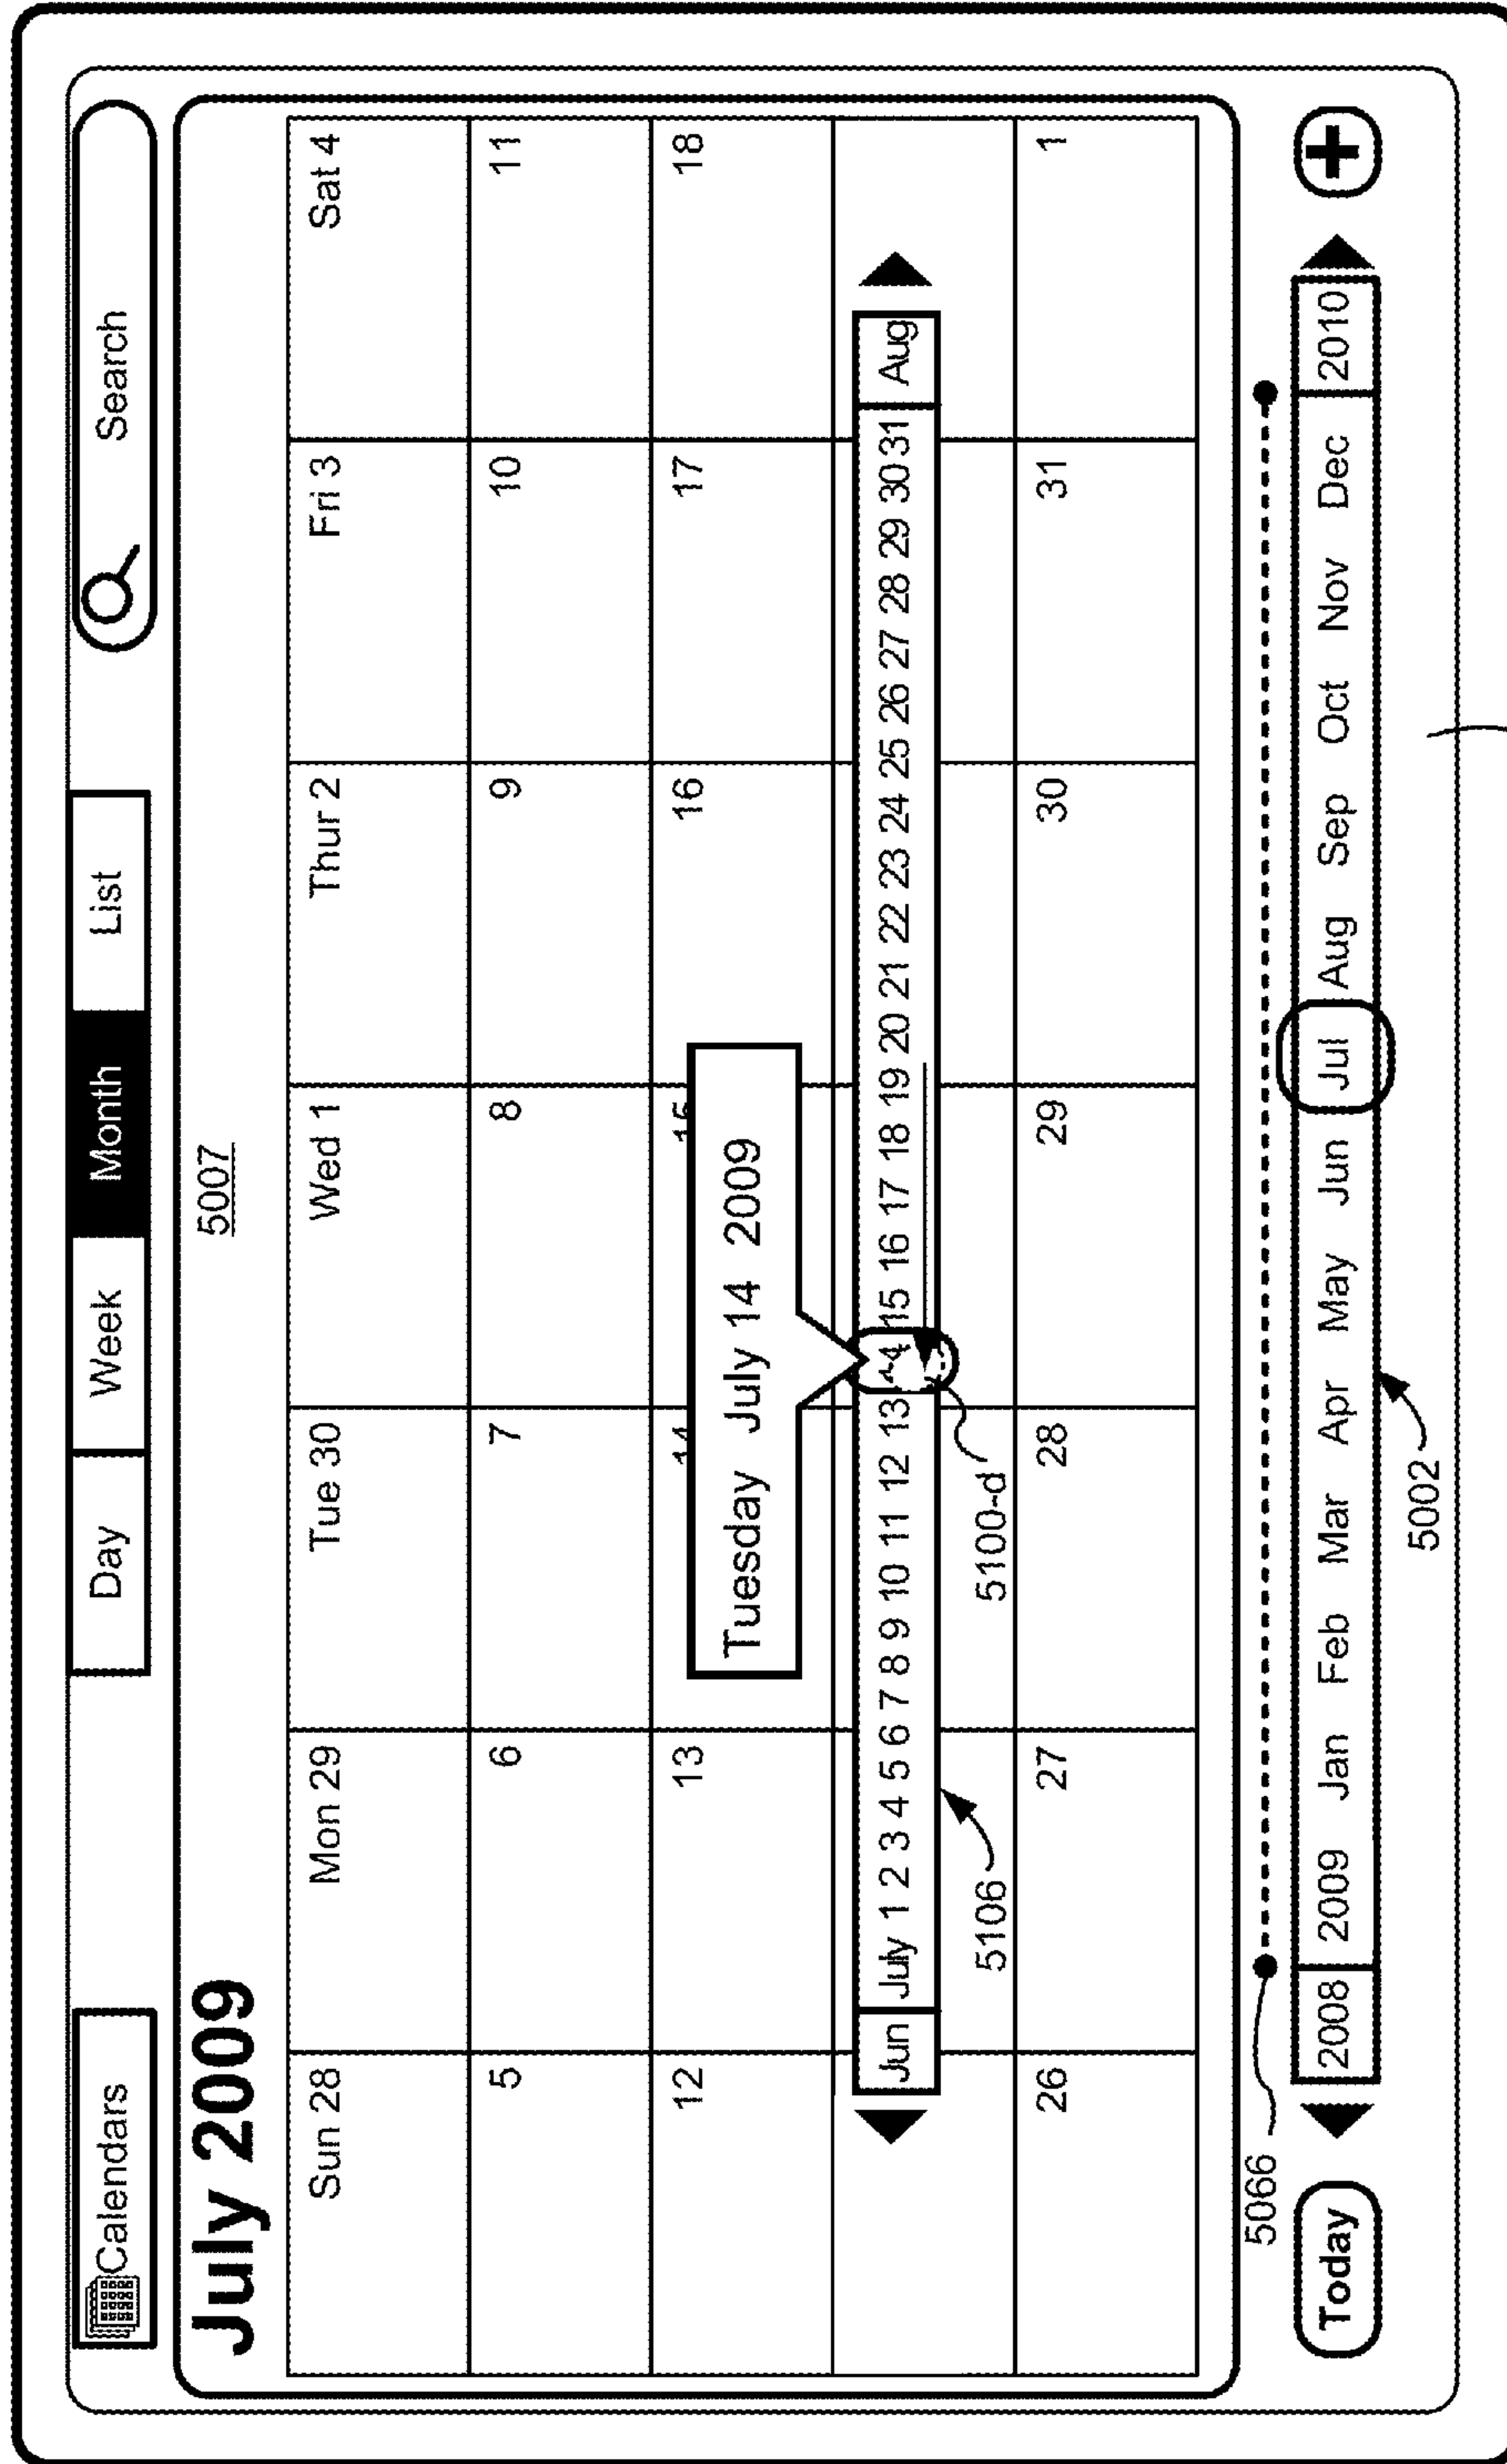 Calendars Day Week Month List Search
July 2009 5007
Sun 28 Mon 29 Tue 30 Wed 1 Thur 2 Fri 3 Sat 4
5 6 7 8 9 10 11
12 13 14 15 16 17 18
Tuesday July 14 2009
Jun July 1 2 3 4 5 6 7 8 9 10 11 12 13 14 15 16 17 18 19 20 21 22 23 24 25 26 27 28 29 30 31 Aug
5106 5100-d
26 27 28 29 30 31 1
5066
Today 2008 2009 Jan Feb Mar Apr May Jun Jul Aug Sep Oct Nov Dec 2010 +
5002